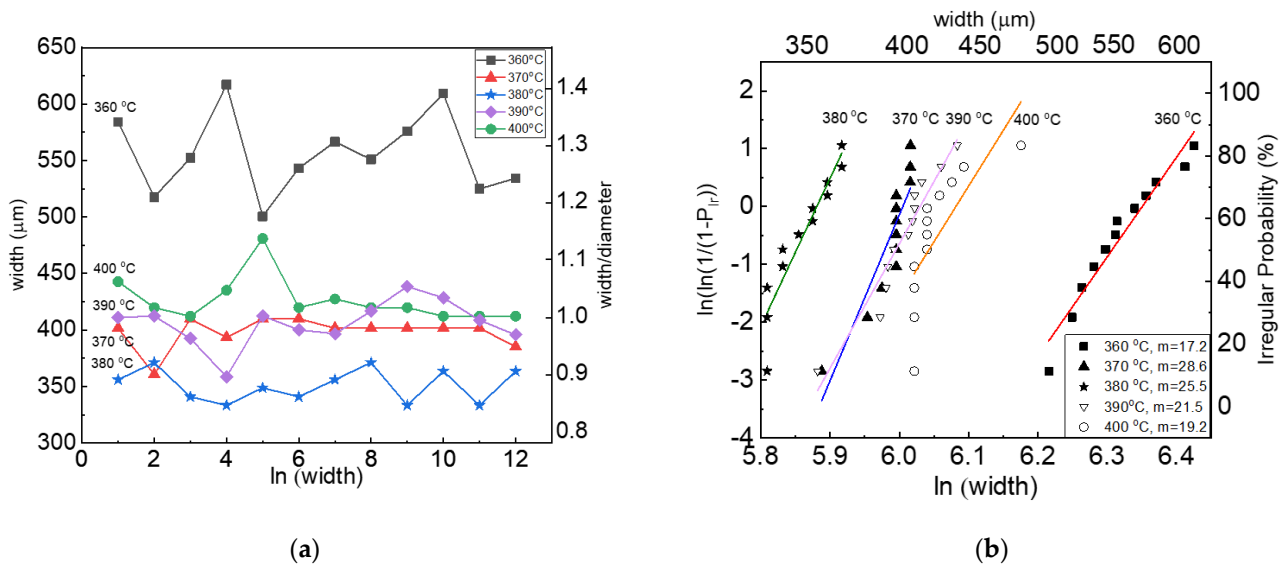 650
600
550
500
450
400
350
300
width (μm)
0
2
4
6
8
10
12
ln (width)
1.4
1.3
1.2
1.1
1.0
0.9
0.8
width/diameter
360°C
370°C
380°C
390°C
400°C
360 °C
400 °C
390 °C
370 °C
380 °C
(a)
width (μm)
350
400
450
500
550
600
2
1
0
-1
-2
-3
-4
ln(ln(1/(1-P_Ir))
5.8
5.9
6.0
6.1
6.2
6.3
6.4
ln (width)
100
80
60
40
20
0
Irregular Probability (%)
380 °C
370 °C
390 °C
400 °C
360 °C
360 °C, m=17.2
370 °C, m=28.6
380 °C, m=25.5
390°C, m=21.5
400 °C, m=19.2
(b)